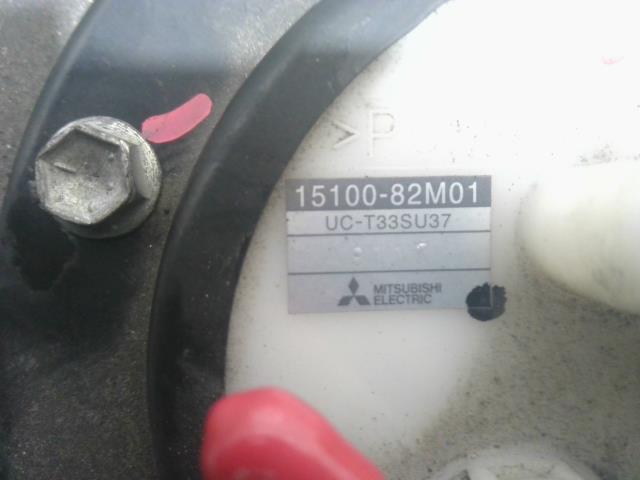 >P
15100-82M01
UC-T33SU37
MITSUBISHI
ELECTRIC